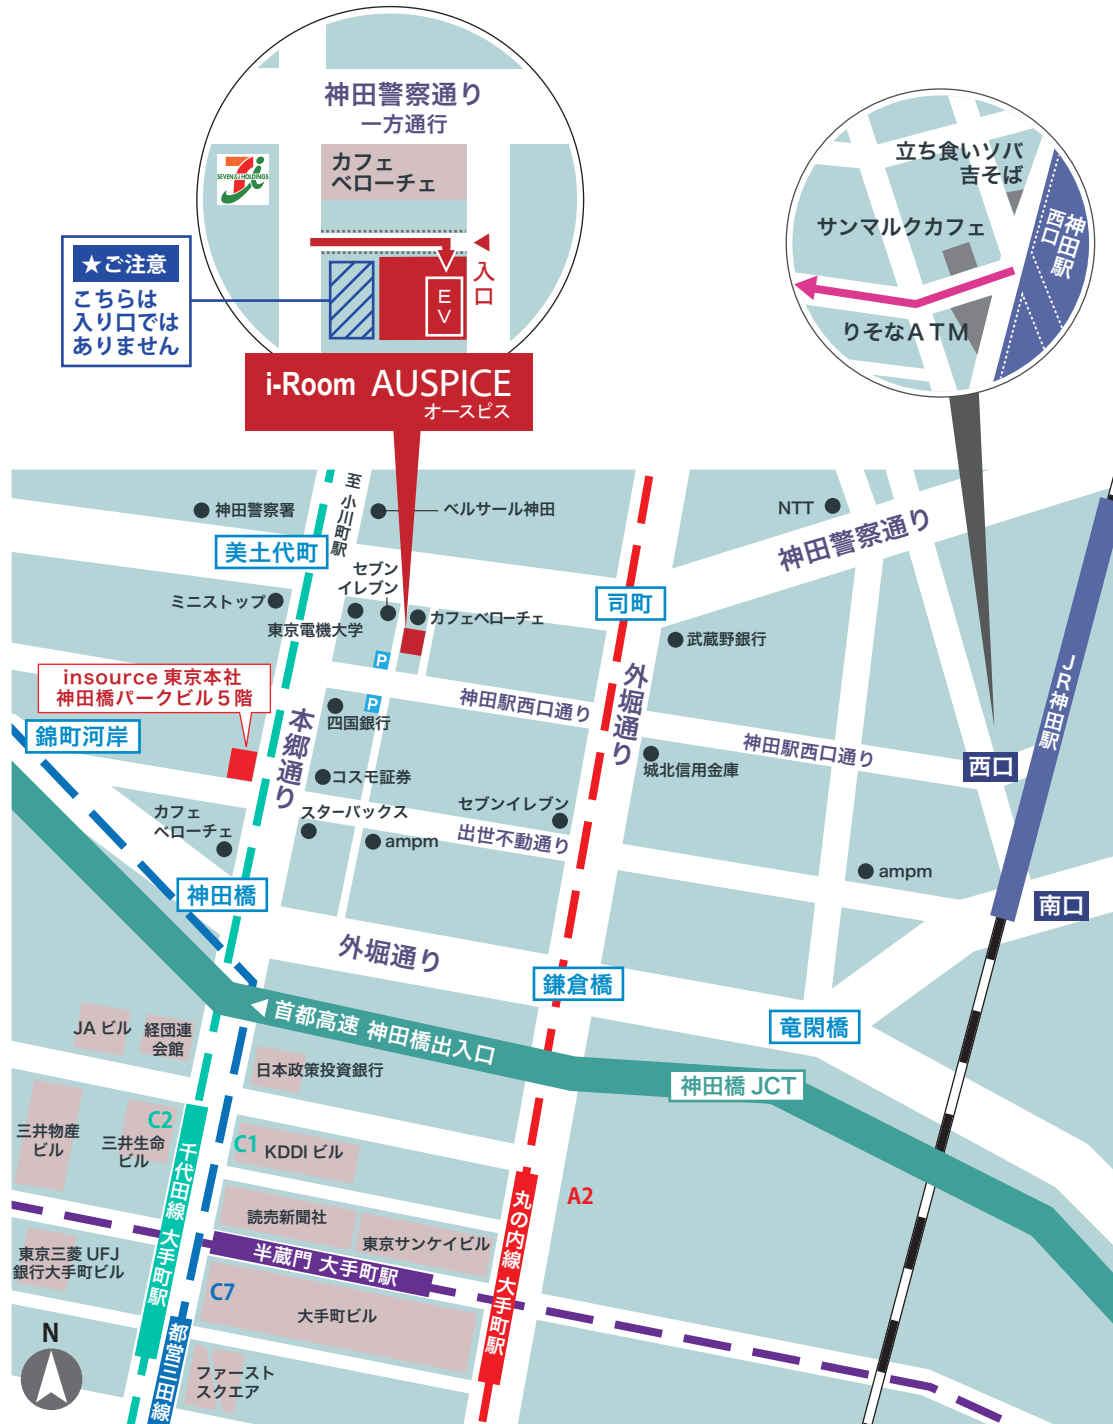 神田警察通り
一方通行
カフェ
ベローチェ
SEVEN&i HOLDINGS
★ご注意
こちらは
入り口では
ありません
入口
EV
i-Room AUSPICE
オースピス
立ち食いソバ
吉そば
サンマルクカフェ
神田駅
西口
りそなATM
至 小川町駅
神田警察署
ベルサール神田
NTT
神田警察通り
美土代町
セブン
イレブン
ミニストップ
東京電機大学
カフェベローチェ
司町
武蔵野銀行
P
insource 東京本社
神田橋パークビル5階
P
四国銀行
神田駅西口通り
外堀通り
神田駅西口通り
JR神田駅
錦町河岸
本郷通り
コスモ証券
城北信用金庫
西口
カフェ
ベローチェ
スターバックス
セブンイレブン
ampm
出世不動通り
ampm
神田橋
南口
外堀通り
鎌倉橋
竜閑橋
首都高速 神田橋出入口
JAビル
経団連
会館
日本政策投資銀行
神田橋 JCT
C2
三井物産
ビル
三井生命
ビル
C1
KDDIビル
千代田線 大手町駅
読売新聞社
東京サンケイビル
丸の内線 大手町駅
A2
半蔵門 大手町駅
東京三菱 UFJ
銀行大手町ビル
C7
大手町ビル
都営三田線
ファースト
スクエア
N